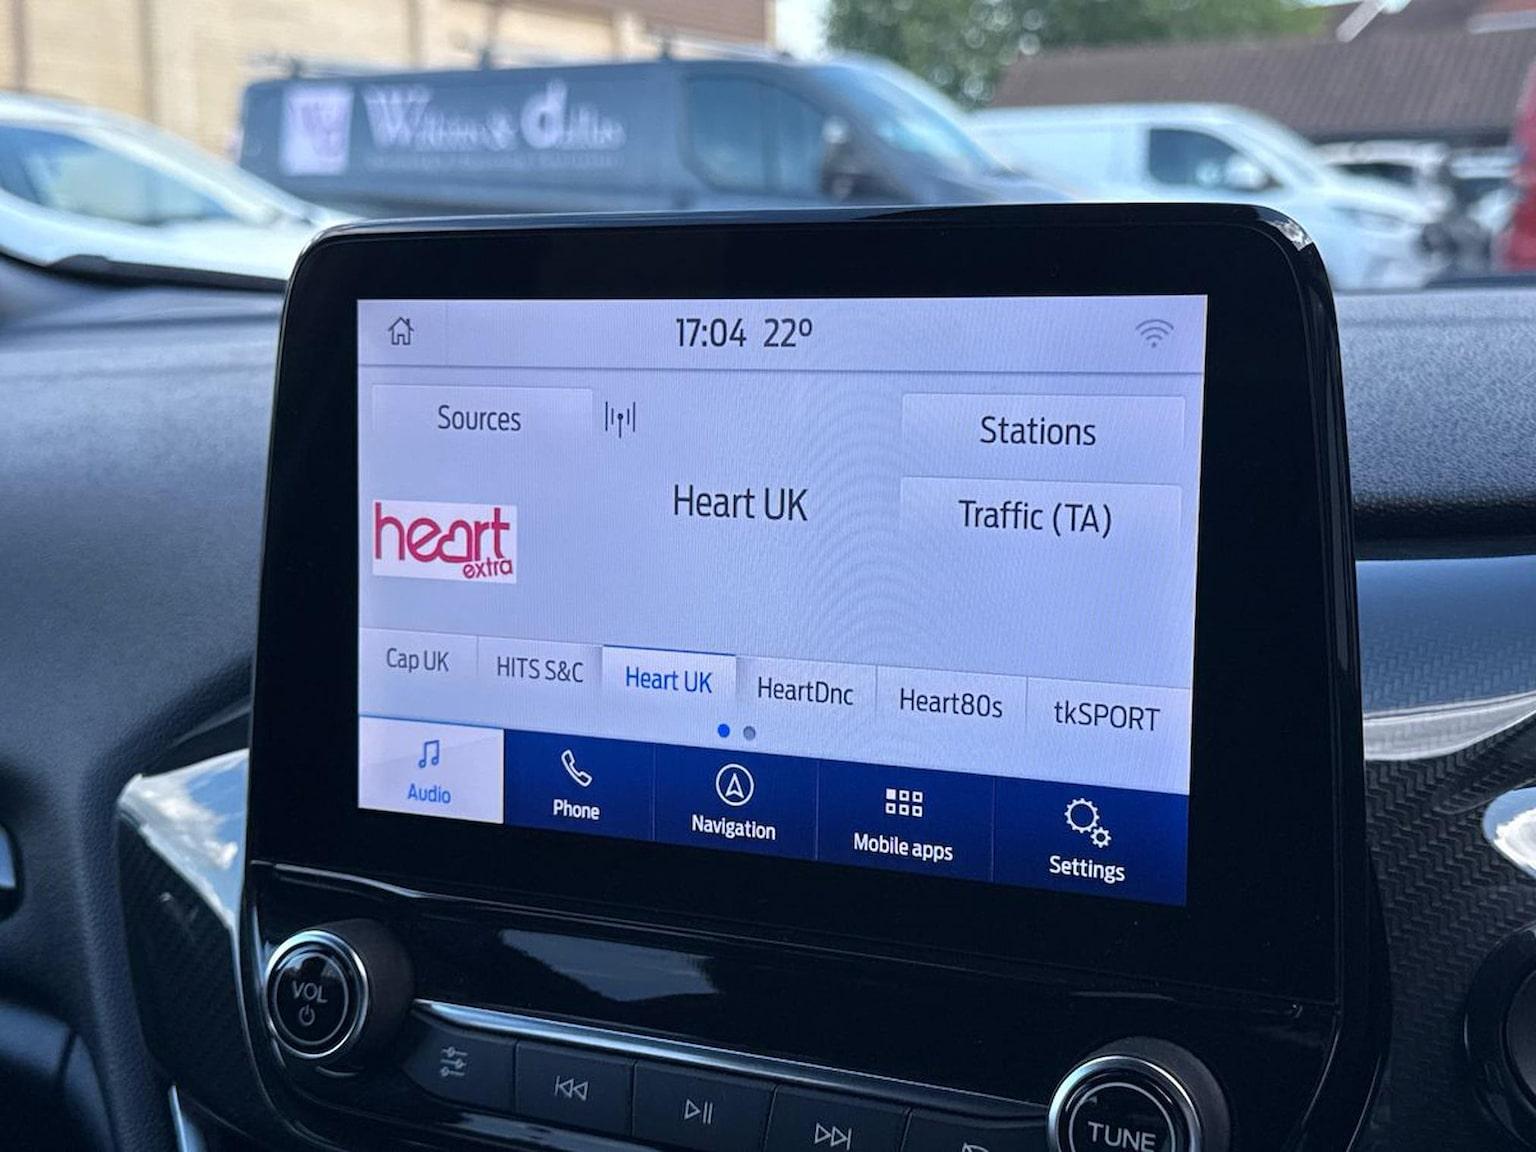 17:04 22º
Sources
Stations
Heart UK
Traffic (TA)
heart
extra
Cap UK
HITS S&C
Heart UK
HeartDnc
Heart80s
tkSPORT
Audio
Phone
Navigation
Mobile apps
Settings
VOL
TUNE